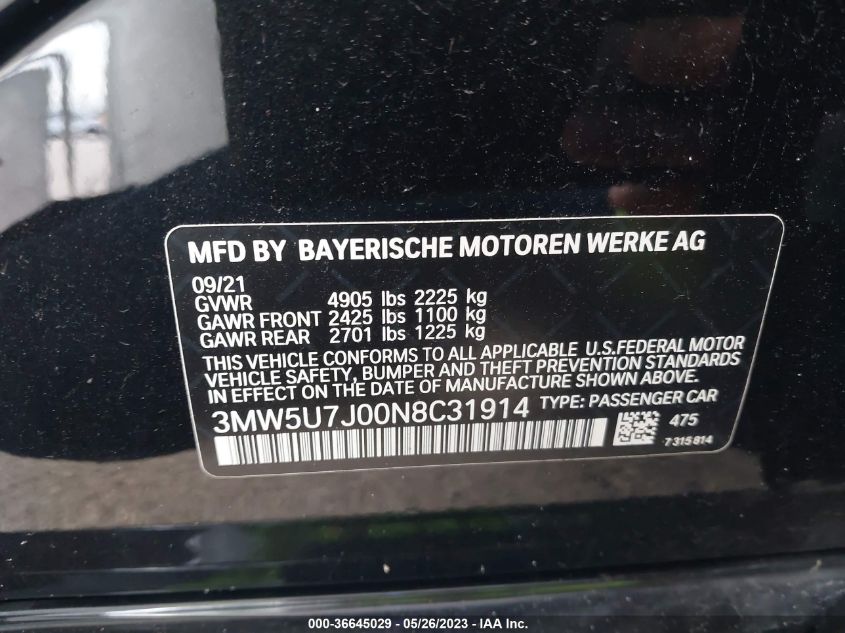 MFD BY BAYERISCHE MOTOREN WERKE AG
09/21
GVWR 4905 lbs 2225 kg
GAWR FRONT 2425 lbs 1100 kg
GAWR REAR 2701 lbs 1225 kg
THIS VEHICLE CONFORMS TO ALL APPLICABLE U.S.FEDERAL MOTOR
VEHICLE SAFETY, BUMPER AND THEFT PREVENTION STANDARDS
IN EFFECT ON THE DATE OF MANUFACTURE SHOWN ABOVE.
3MW5U7J00N8C31914 TYPE: PASSENGER CAR
475
7315814
000-36645029 - 05/26/2023 - IAA Inc.